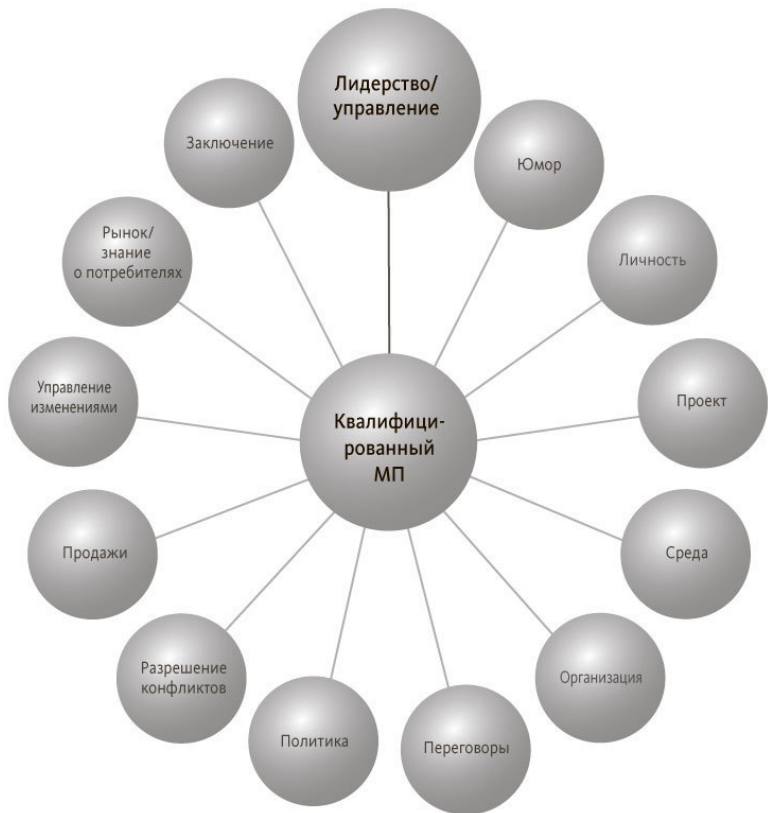 Лидерство/
управление
Юмор
Личность
Проект
Среда
Организация
Переговоры
Политика
Разрешение
конфликтов
Продажи
Управление
изменениями
Рынок/
знание
о потребителях
Заключение
Квалифици-
рованный
МП